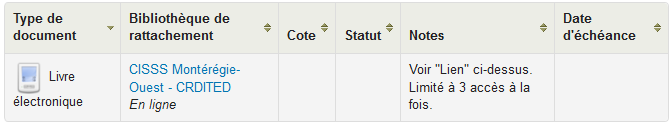 Type de document
Bibliothèque de rattachement
Cote
Statut
Notes
Date d'échéance
Livre électronique
CISSS Montérégie-
Ouest - CRDITED
En ligne
Voir "Lien" ci-dessus.
Limité à 3 accès à la
fois.